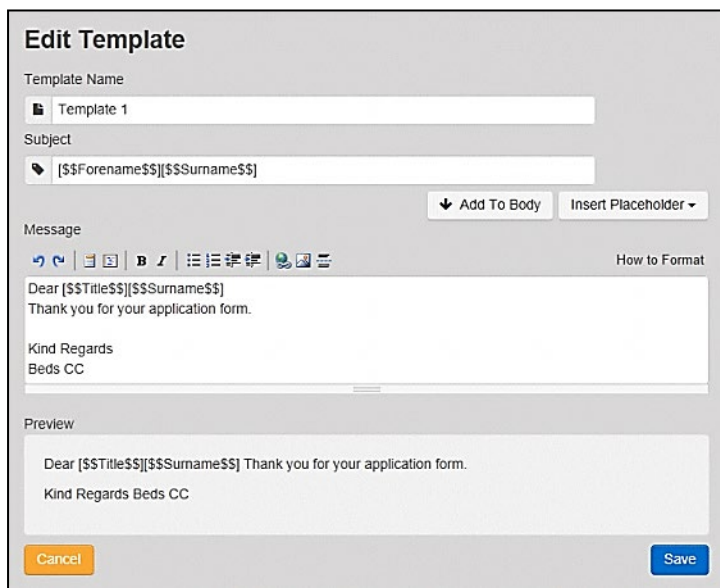 Edit Template
Template Name
Template 1
Subject
[$$Forename$$][$$Surname$$]
Add To Body
Insert Placeholder
Message
B I
How to Format
Dear [$$Title$$][$$Surname$$]
Thank you for your application form.
Kind Regards
Beds CC
Preview
Dear [$$Title$$][$$Surname$$] Thank you for your application form.
Kind Regards Beds CC
Cancel
Save